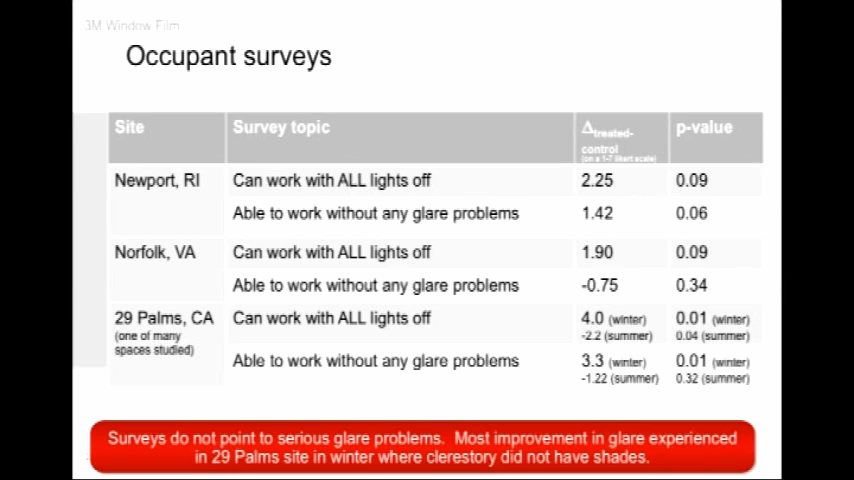 3M Window Film
Occupant surveys
Site Survey topic Δtreated-control (on a 1-7 likert scale) p-value
Newport, RI Can work with ALL lights off 2.25 0.09
Able to work without any glare problems 1.42 0.06
Norfolk, VA Can work with ALL lights off 1.90 0.09
Able to work without any glare problems -0.75 0.34
29 Palms, CA Can work with ALL lights off 4.0 (winter) 0.01 (winter)
(one of many -2.2 (summer) 0.04 (summer)
spaces studied)
Able to work without any glare problems 3.3 (winter) 0.01 (winter)
-1.22 (summer) 0.32 (summer)
Surveys do not point to serious glare problems. Most improvement in glare experienced
in 29 Palms site in winter where clerestory did not have shades.